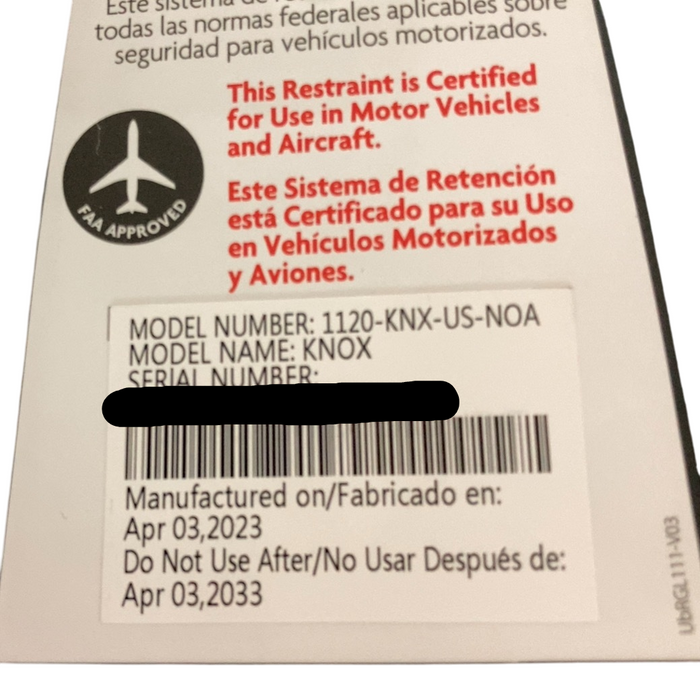 Este sistema de
sobre
todas las normas federales aplicables
seguridad para vehículos motorizados.
This Restraint is Certified
for Use in Motor Vehicles
and Aircraft.
FAA APPROVED
Este Sistema de Retención
está Certificado para su Uso
en Vehículos Motorizados
y Aviones.
MODEL NUMBER: 1120-KNX-US-NOA
MODEL NAME: KNOX
SERIAL NUMBER:
Manufactured on/Fabricado en:
Apr 03,2023
Do Not Use After/No Usar Después de:
Apr 03,2033
UbRGL111-V03